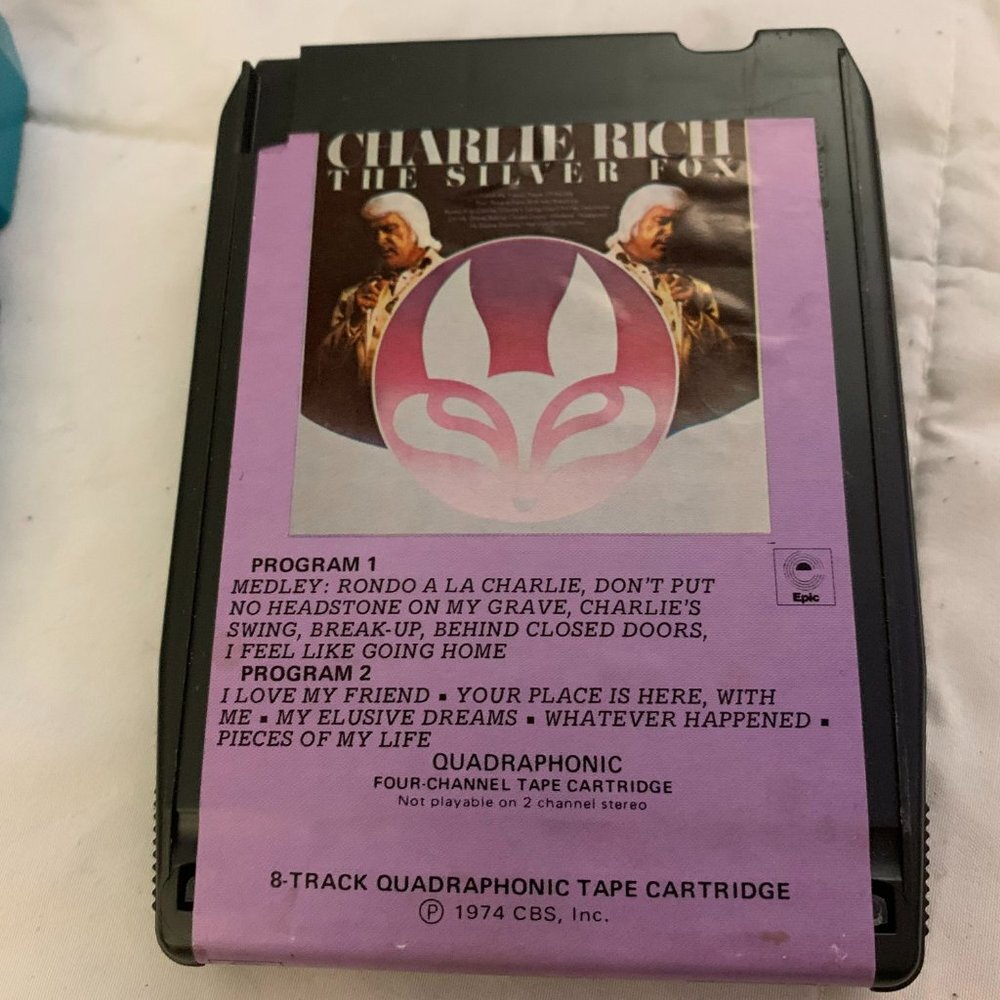 CHARLIE RICH
THE SILVER FOX
PROGRAM 1
MEDLEY: RONDO A LA CHARLIE, DON'T PUT
NO HEADSTONE ON MY GRAVE, CHARLIE'S
SWING, BREAK-UP, BEHIND CLOSED DOORS,
I FEEL LIKE GOING HOME
Epic
PROGRAM 2
I LOVE MY FRIEND ▪ YOUR PLACE IS HERE, WITH
ME ▪ MY ELUSIVE DREAMS ▪ WHATEVER HAPPENED ▪
PIECES OF MY LIFE
QUADRAPHONIC
FOUR-CHANNEL TAPE CARTRIDGE
Not playable on 2 channel stereo
8-TRACK QUADRAPHONIC TAPE CARTRIDGE
Ⓟ 1974 CBS, Inc.